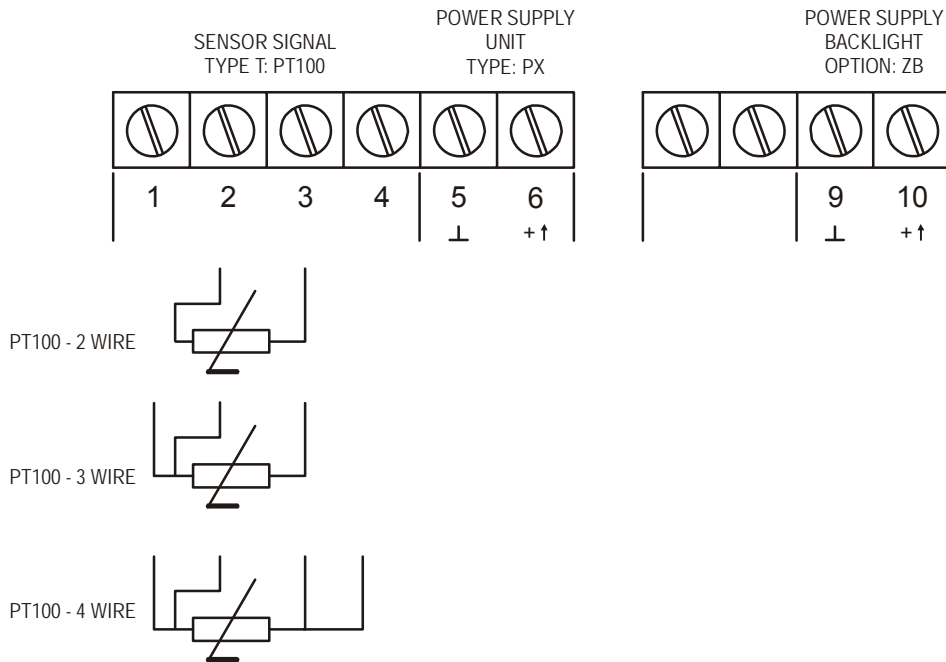 SENSOR SIGNAL
TYPE T: PT100
POWER SUPPLY
UNIT
TYPE: PX
POWER SUPPLY
BACKLIGHT
OPTION: ZB
1 2 3 4 5 6 9 10
+ +
PT100 - 2 WIRE
PT100 - 3 WIRE
PT100 - 4 WIRE